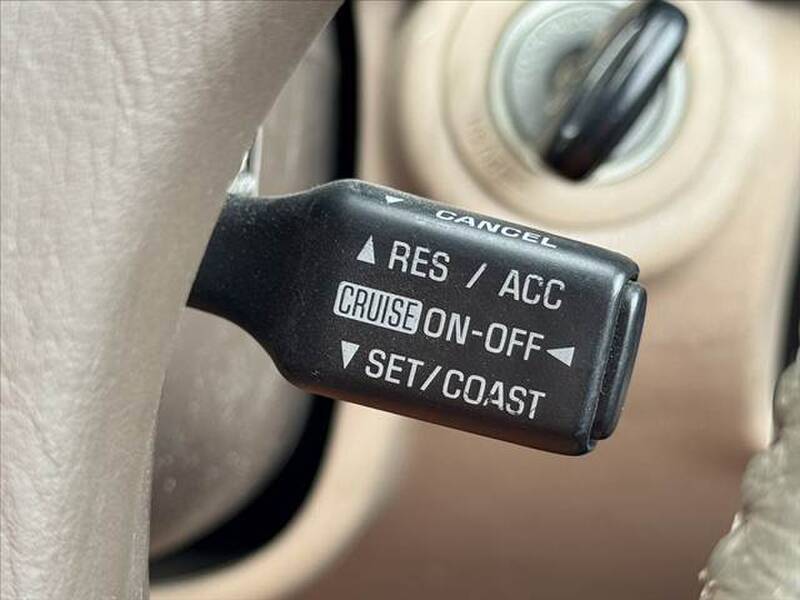 ▼ CANCEL
▲ RES / ACC
CRUISE ON-OFF ◄
▼ SET/COAST